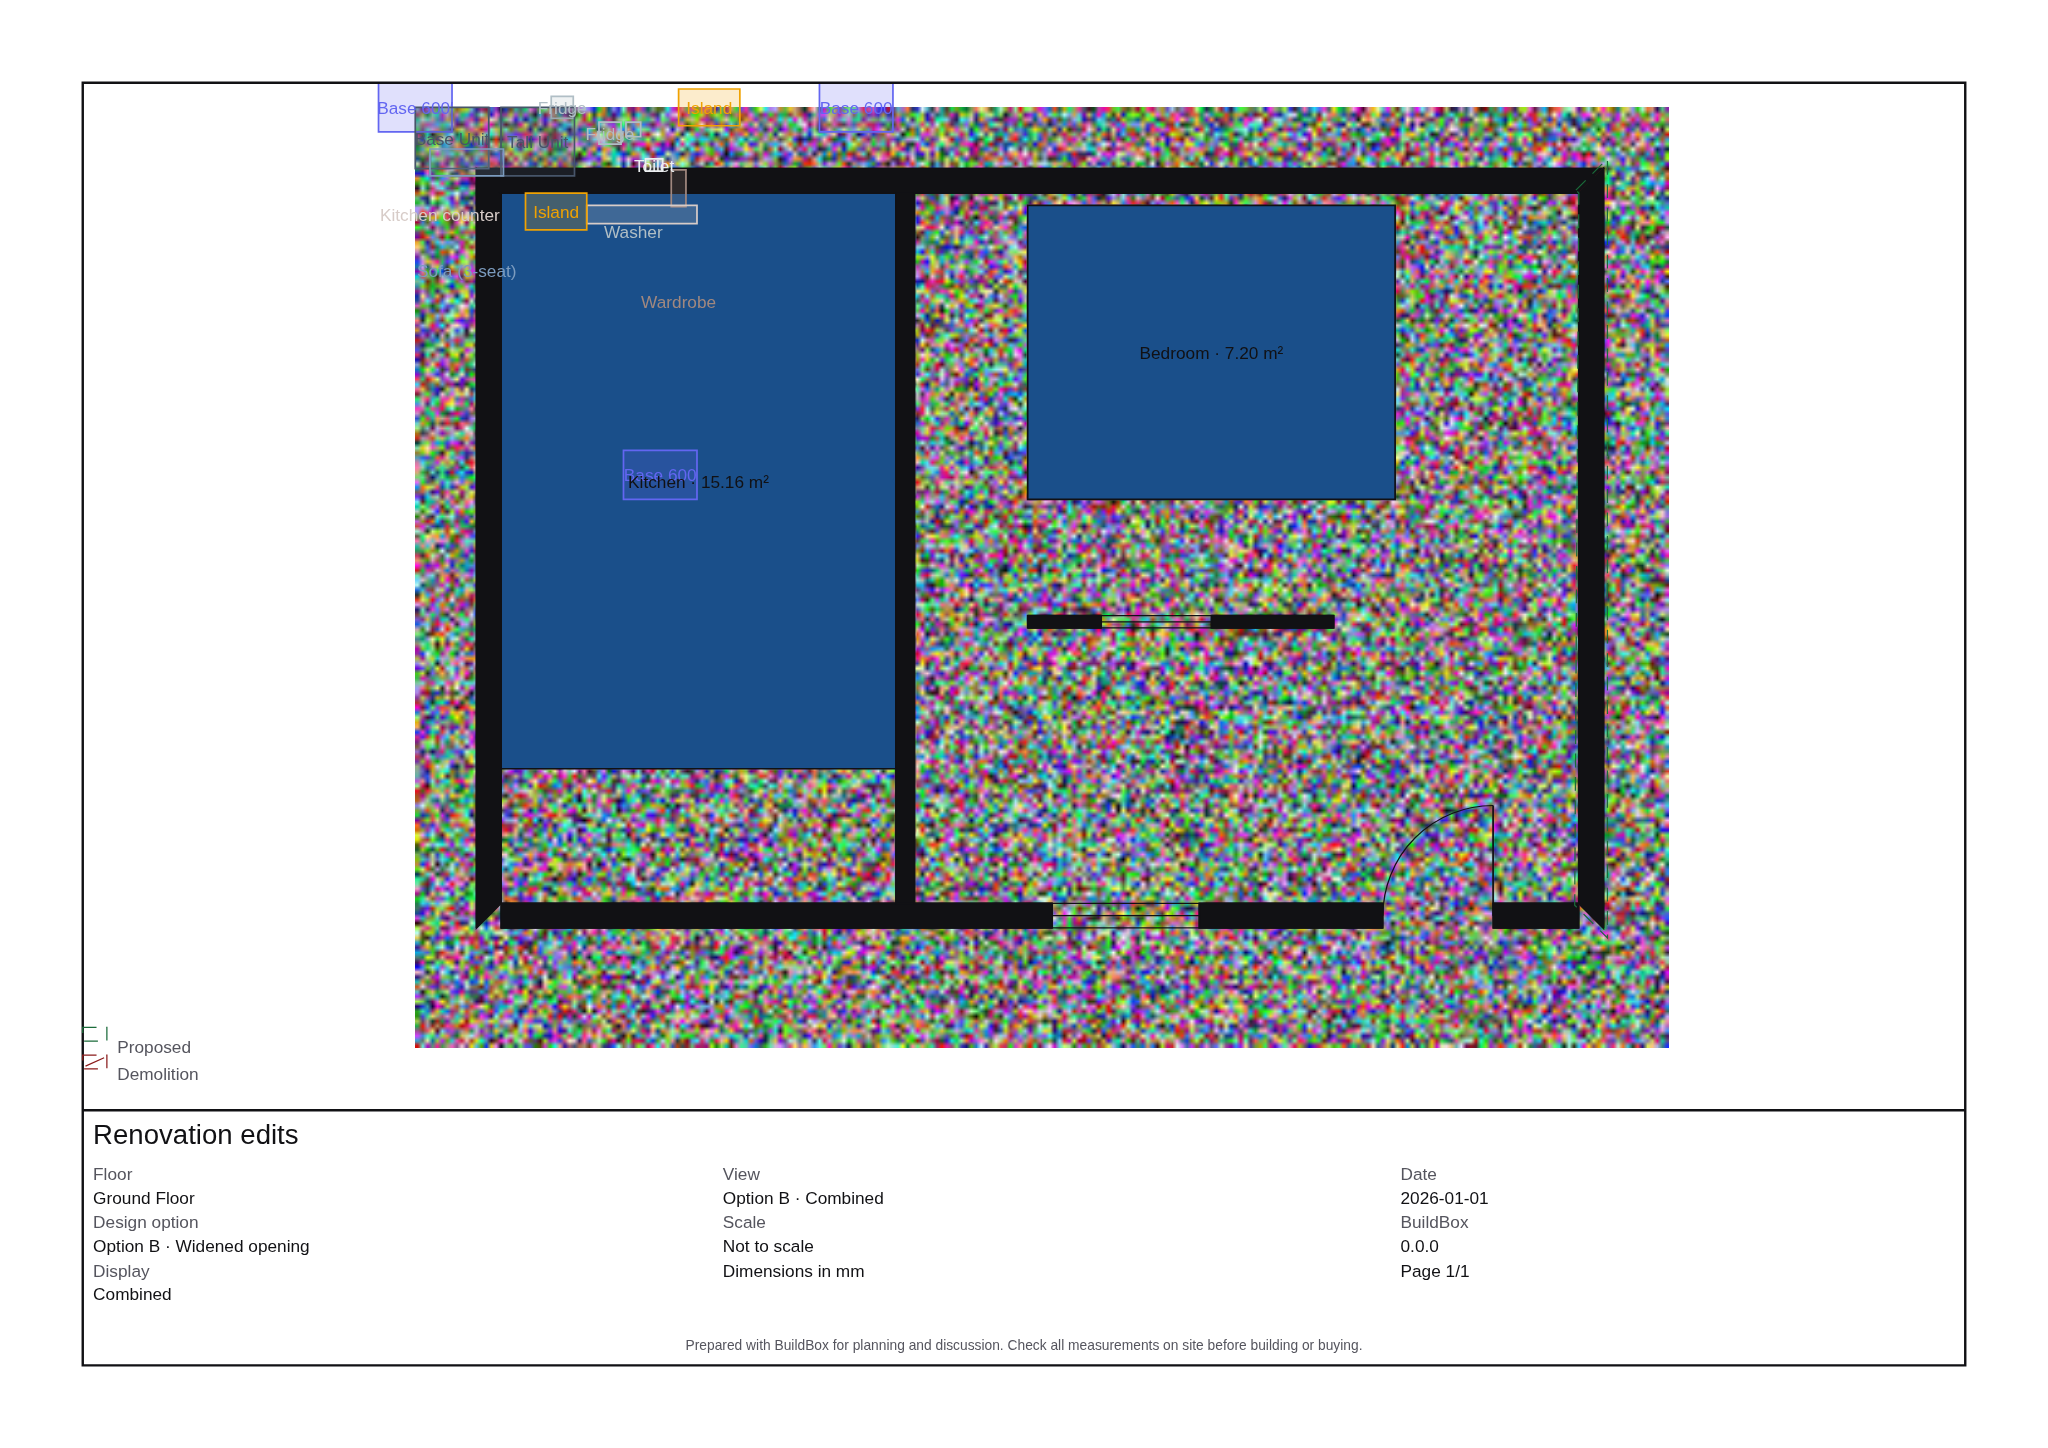 Base 600
Fridge
Island
Base 600
Base Unit
Tall Unit
Fridge
Toilet
Kitchen counter
Island
Washer
Sofa (3-seat)
Wardrobe
Bedroom · 7.20 m²
Base 600
Kitchen · 15.16 m²
Proposed
Demolition
Renovation edits
Floor
Ground Floor
Design option
Option B · Widened opening
Display
Combined
View
Option B · Combined
Scale
Not to scale
Dimensions in mm
Date
2026-01-01
BuildBox
0.0.0
Page 1/1
Prepared with BuildBox for planning and discussion. Check all measurements on site before building or buying.